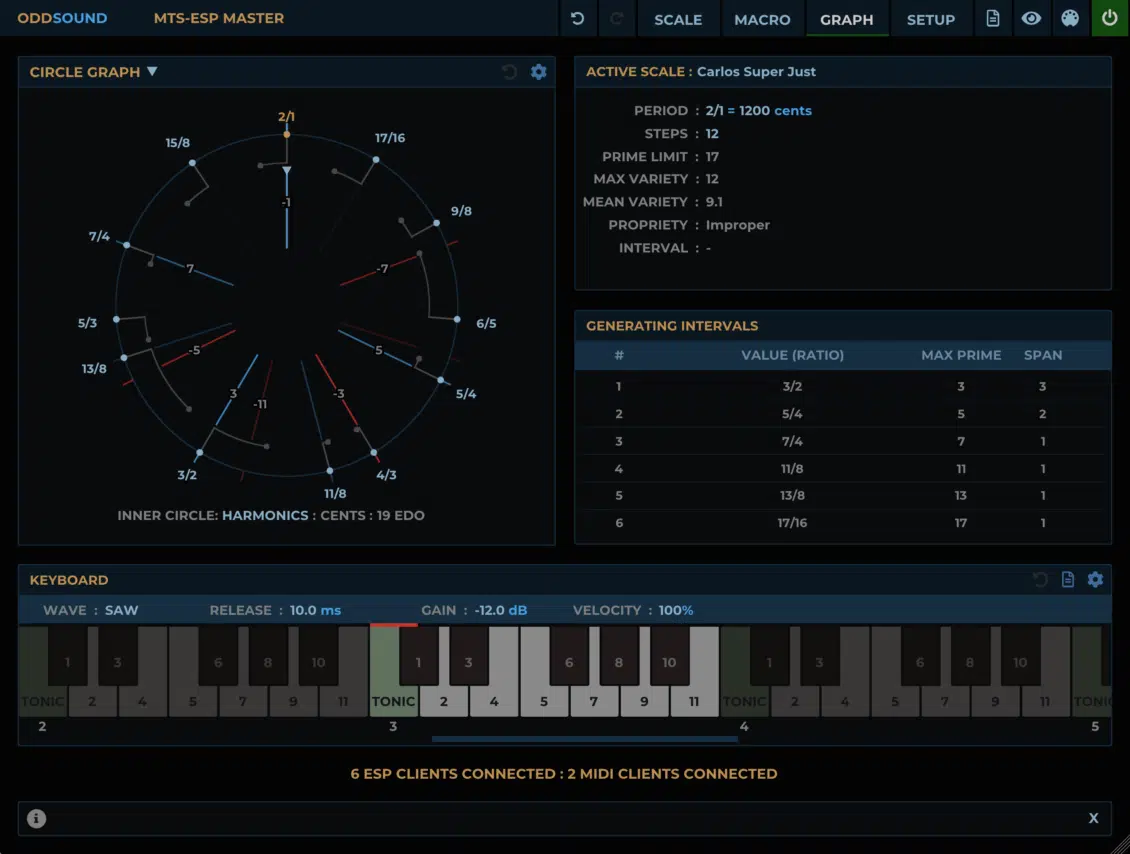 ODDSOUND MTS-ESP MASTER SCALE MACRO GRAPH SETUP
CIRCLE GRAPH ▼
2/1
15/8 17/16
-1
9/8
7/4
7 -7
5/3 6/5
-5 5
13/8
5/4
3 -11 -3
3/2 4/3
11/8
INNER CIRCLE: HARMONICS : CENTS : 19 EDO
ACTIVE SCALE : Carlos Super Just
PERIOD : 2/1 = 1200 cents
STEPS : 12
PRIME LIMIT : 17
MAX VARIETY : 12
MEAN VARIETY : 9.1
PROPRIETY : Improper
INTERVAL : -
GENERATING INTERVALS
# VALUE (RATIO) MAX PRIME SPAN
1 3/2 3 3
2 5/4 5 2
3 7/4 7 1
4 11/8 11 1
5 13/8 13 1
6 17/16 17 1
KEYBOARD
WAVE : SAW RELEASE : 10.0 ms GAIN : -12.0 dB VELOCITY : 100%
1 3 6 8 10 1 3 6 8 10 1 3 6 8 10
TONIC 2 4 5 7 9 11 TONIC 2 4 5 7 9 11 TONIC 2 4 5 7 9 11 TONIC
2 3 4 5
6 ESP CLIENTS CONNECTED : 2 MIDI CLIENTS CONNECTED
i X